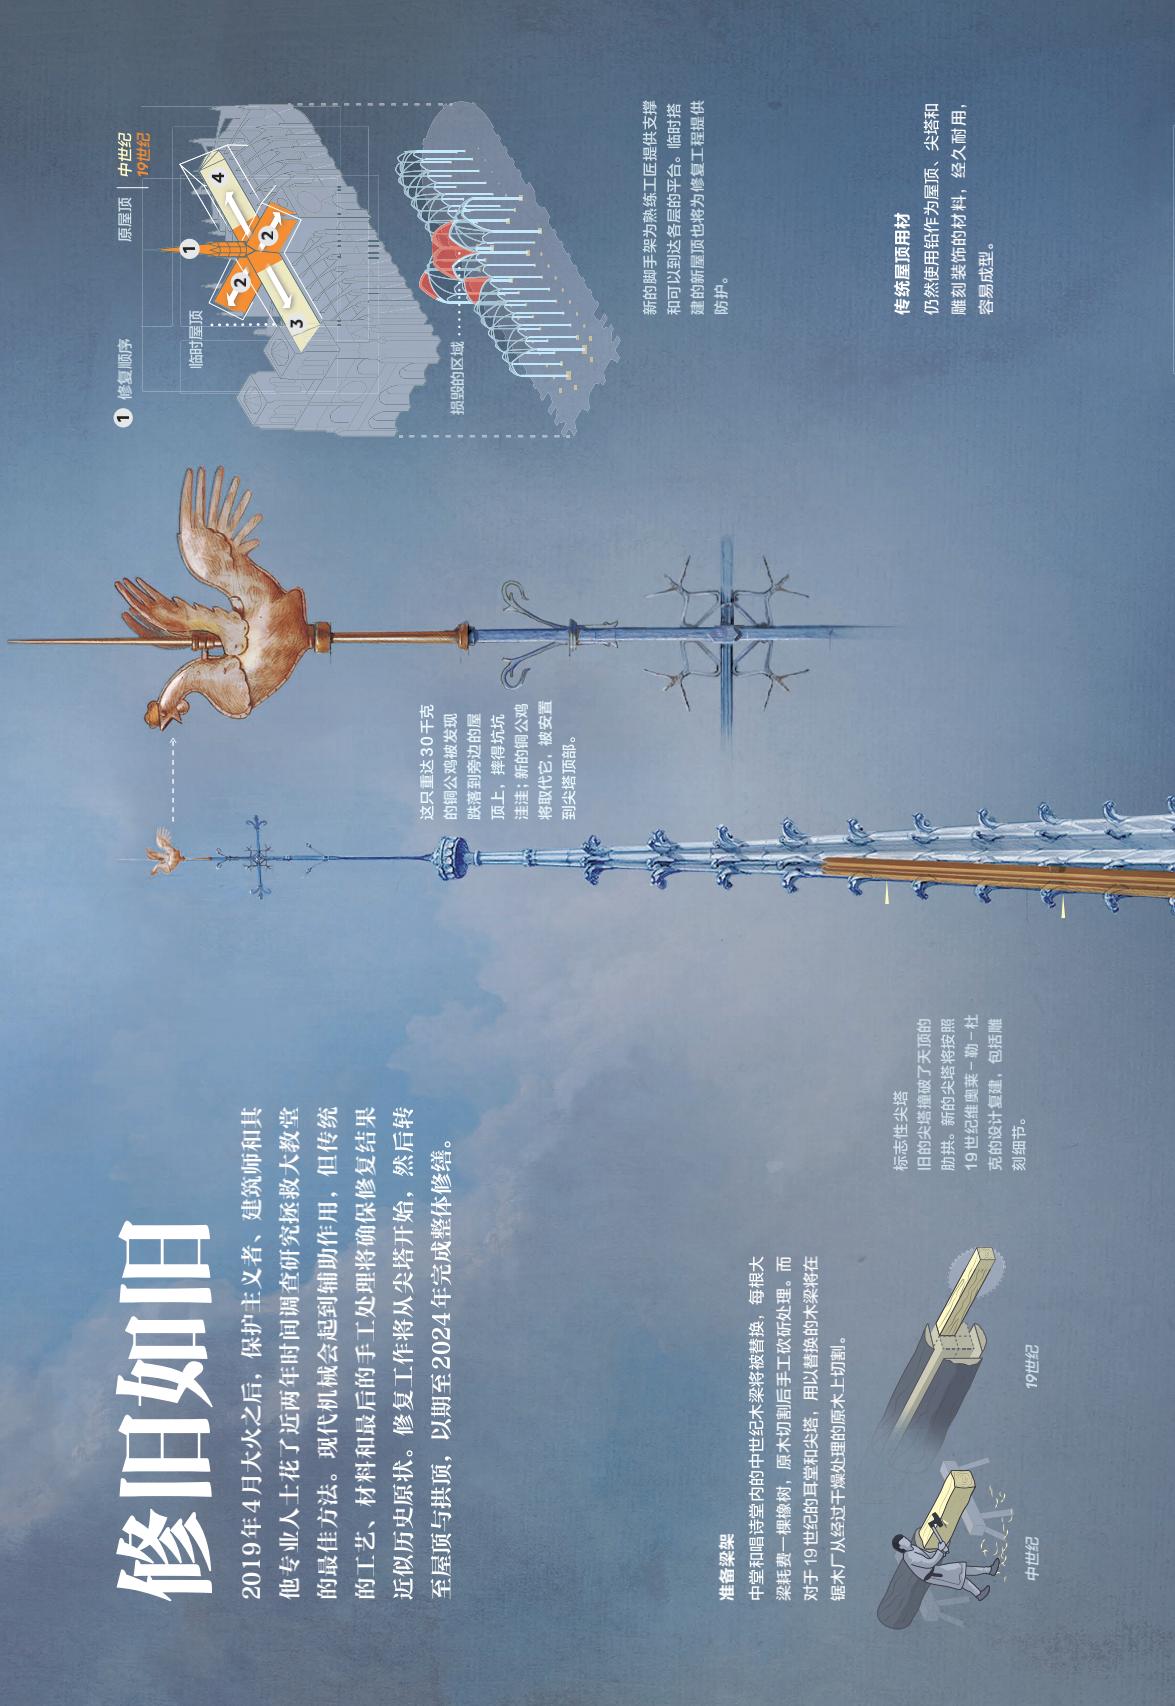 修旧如旧
2019年4月大火之后，保护主义者、建筑师和其
他专业人士花了近两年时间调查研究拯救大教堂
的最佳方法。现代机械会起到辅助作用，但传统
的工艺、材料和最后的手工处理将确保修复结果
近似历史原状。修复工作将从尖塔开始，然后转
至屋顶与拱顶，以期至2024年完成整体修缮。
准备梁架
中堂和唱诗堂内的中世纪木梁将被替换，每根大
梁耗费一棵橡树，原木切割后手工砍斫处理。而
对于19世纪的耳堂和尖塔，用以替换的木梁将在
锯木厂从经过干燥处理的原木上切割。
中世纪
19世纪
标志性尖塔
旧的尖塔撞破了天顶的
肋拱。新的尖塔将按照
19世纪维奥莱－勒－杜
克的设计复建，包括雕
刻细节。
这只重达30千克
的铜公鸡被发现
跌落到旁边的屋
顶上，摔得坑坑
洼洼；新的铜公鸡
将取代它，被安置
到尖塔顶部。
1 修复顺序
原屋顶
中世纪
19世纪
临时屋顶
1
2
2
3
4
损毁的区域
新的脚手架为熟练工匠提供支撑
和可以到达各层的平台。临时搭
建的新屋顶也将为修复工程提供
防护。
传统屋顶用材
仍然使用铅作为屋顶、尖塔和
雕刻装饰的材料，经久耐用，
容易成型。